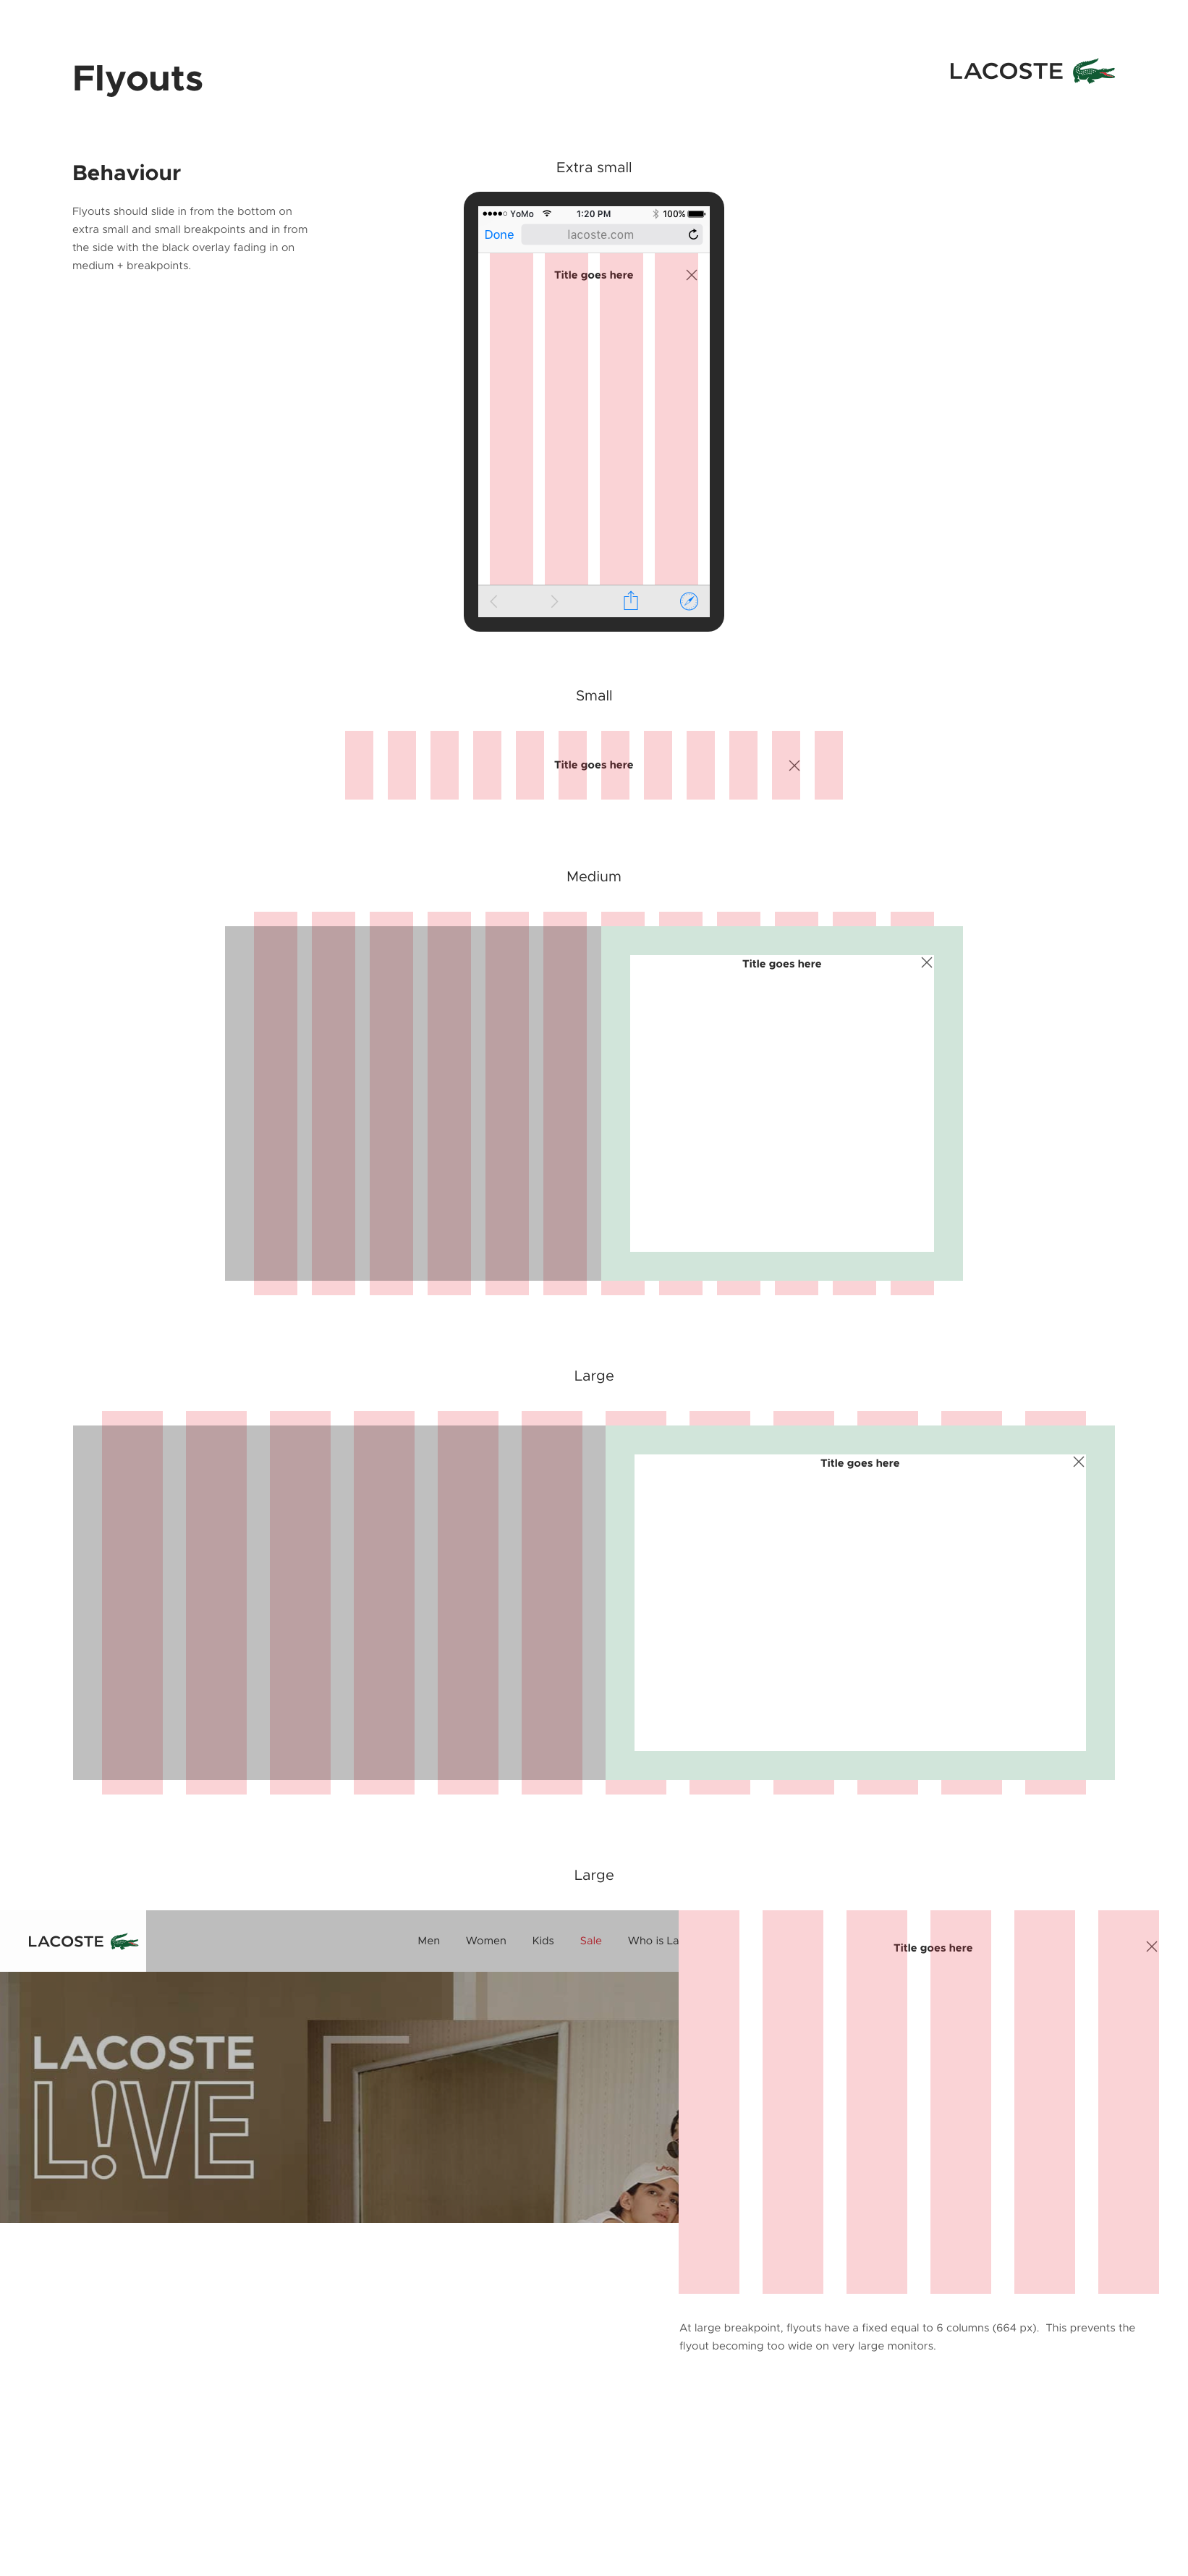 Flyouts
LACOSTE
Behaviour
Flyouts should slide in from the bottom on
extra small and small breakpoints and in from
the side with the black overlay fading in on
medium + breakpoints.
Extra small
YoMo 1:20 PM 100%
Done lacoste.com
Title goes here
Small
Title goes here
Medium
Title goes here
Large
Title goes here
Large
LACOSTE
Men Women Kids Sale Who is La
Title goes here
LACOSTE
L!VE
At large breakpoint, flyouts have a fixed equal to 6 columns (664 px). This prevents the
flyout becoming too wide on very large monitors.